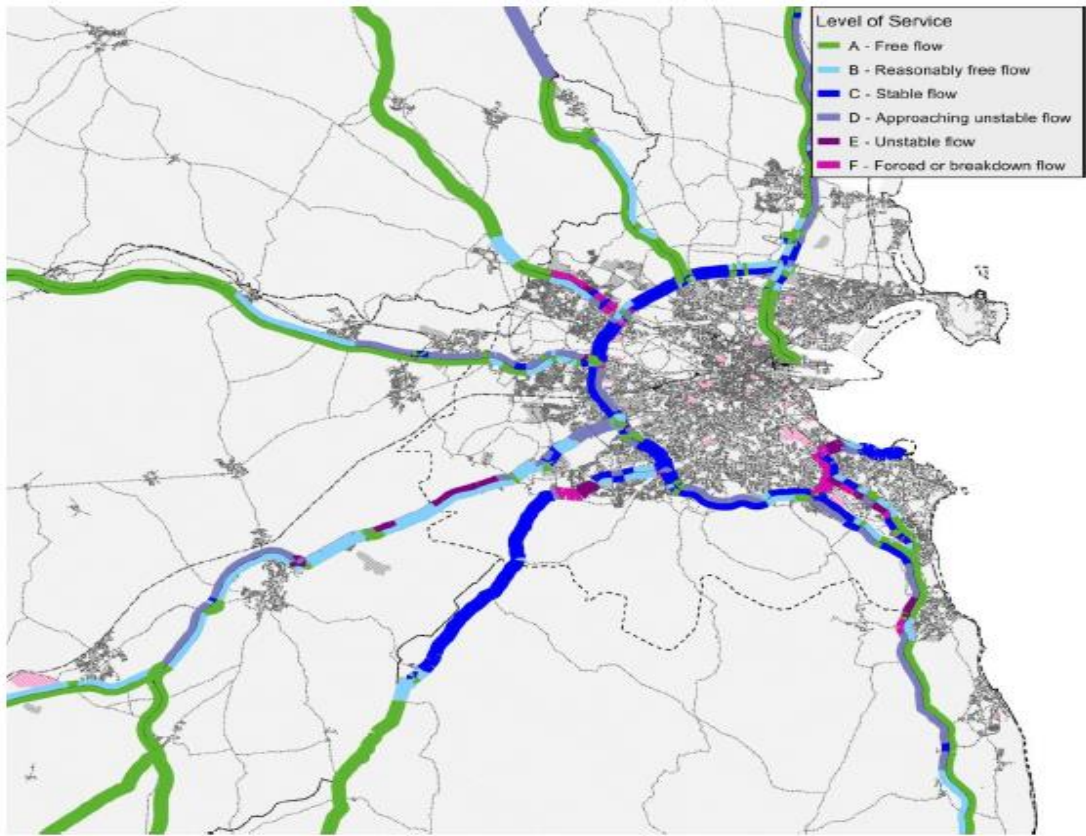 Level of Service
A - Free flow
B - Reasonably free flow
C - Stable flow
D - Approaching unstable flow
E - Unstable flow
F - Forced or breakdown flow